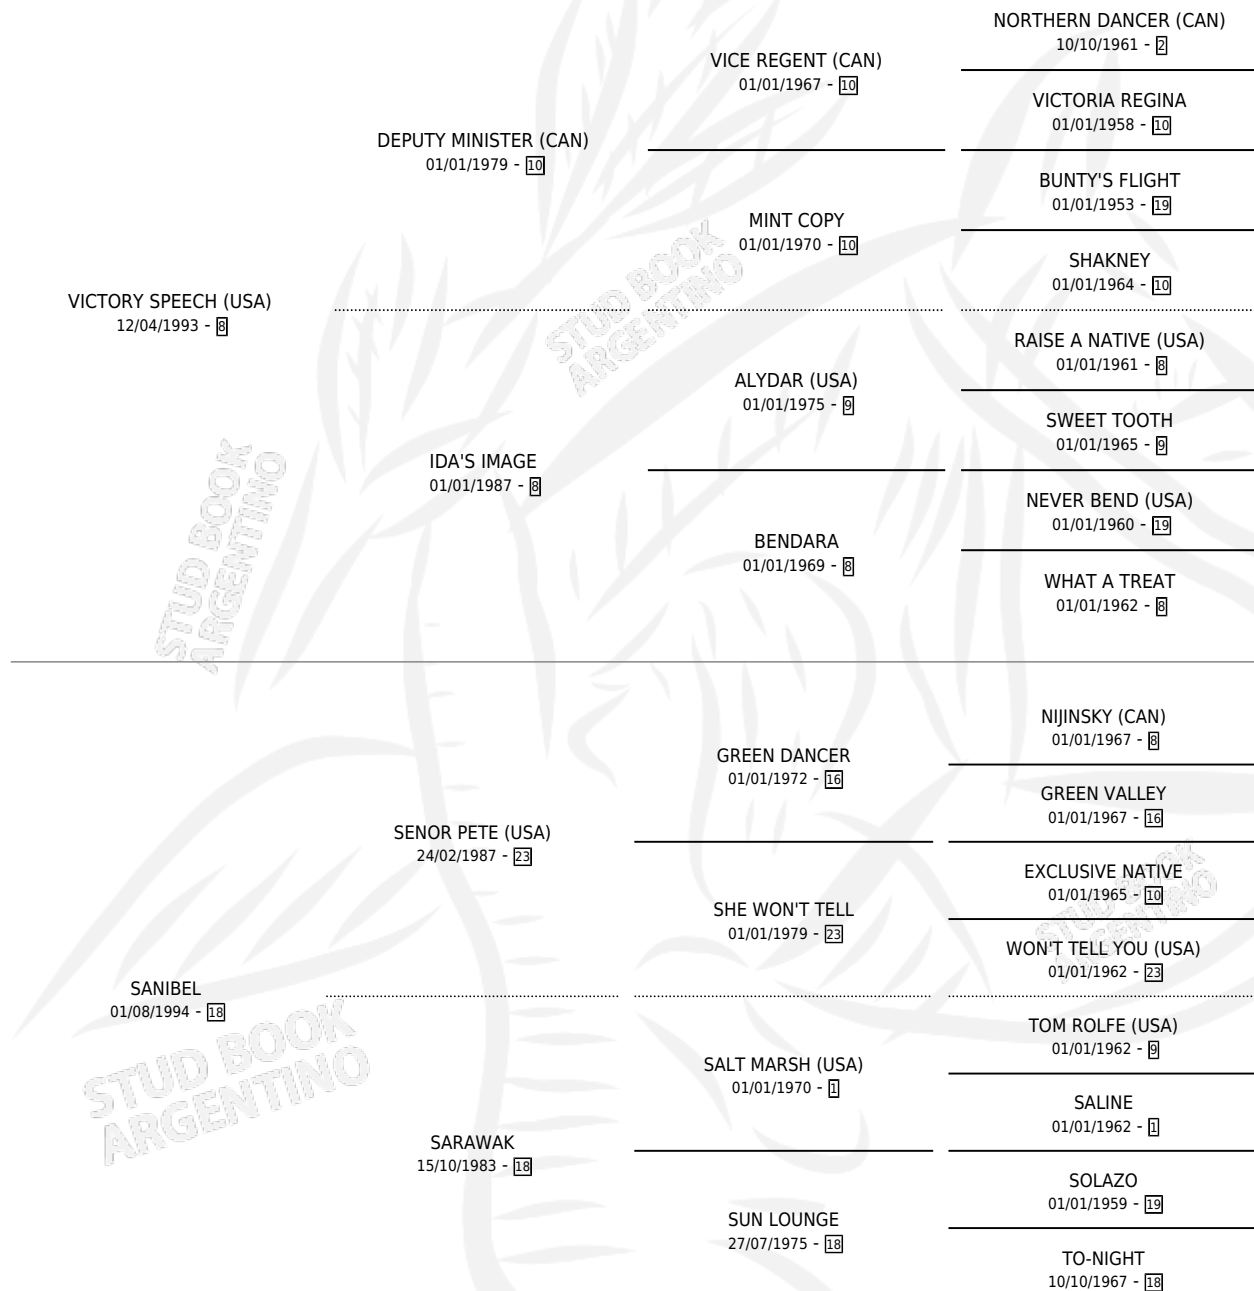 NORTHERN DANCER (CAN)
10/10/1961 - 2
VICE REGENT (CAN)
01/01/1967 - 10
VICTORIA REGINA
01/01/1958 - 10
DEPUTY MINISTER (CAN)
01/01/1979 - 10
BUNTY'S FLIGHT
01/01/1953 - 19
MINT COPY
01/01/1970 - 10
SHAKNEY
01/01/1964 - 10
VICTORY SPEECH (USA)
12/04/1993 - 8
RAISE A NATIVE (USA)
01/01/1961 - 8
ALYDAR (USA)
01/01/1975 - 9
SWEET TOOTH
01/01/1965 - 9
IDA'S IMAGE
01/01/1987 - 8
NEVER BEND (USA)
01/01/1960 - 19
BENDARA
01/01/1969 - 8
WHAT A TREAT
01/01/1962 - 8
STUD BOOK
ARGENTINO
STUD BOOK
ARGENTINO
NIJINSKY (CAN)
01/01/1967 - 8
GREEN DANCER
01/01/1972 - 16
GREEN VALLEY
01/01/1967 - 16
SENOR PETE (USA)
24/02/1987 - 23
EXCLUSIVE NATIVE
01/01/1965 - 10
SHE WON'T TELL
01/01/1979 - 23
WON'T TELL YOU (USA)
01/01/1962 - 23
SANIBEL
01/08/1994 - 18
TOM ROLFE (USA)
01/01/1962 - 9
SALT MARSH (USA)
01/01/1970 - 1
SALINE
01/01/1962 - 1
SARAWAK
15/10/1983 - 18
SOLAZO
01/01/1959 - 19
SUN LOUNGE
27/07/1975 - 18
TO-NIGHT
10/10/1967 - 18
STUD BOOK
ARGENTINO
STUD BOOK
ARGENTINO